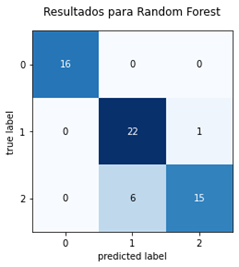 Resultados para Random Forest
0 16 0 0
1 0 22 1
2 0 6 15
true label
0 1 2
predicted label